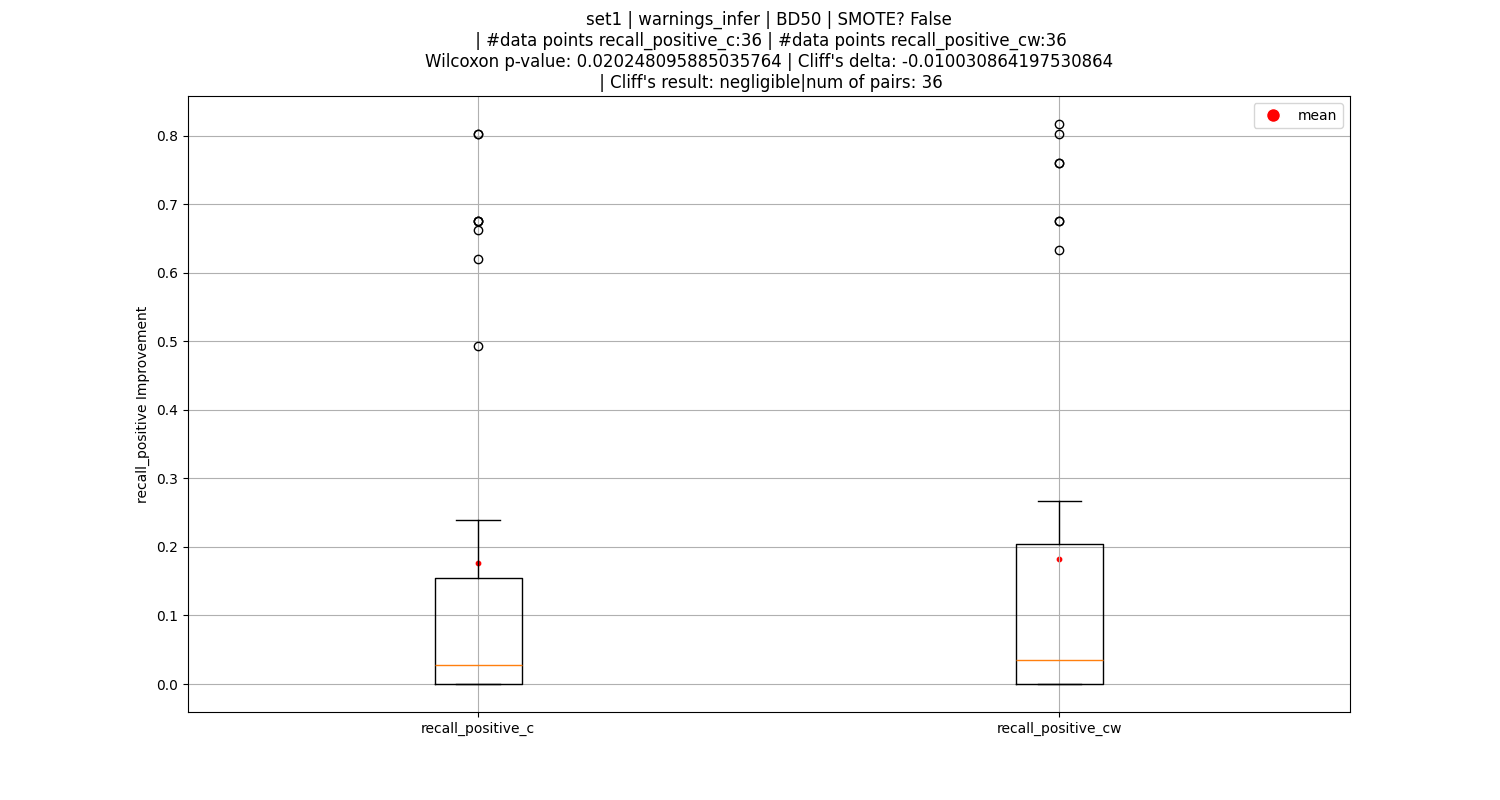 set1 | warnings_infer | BD50 | SMOTE? False
| #data points recall_positive_c:36 | #data points recall_positive_cw:36
Wilcoxon p-value: 0.020248095885035764 | Cliff's delta: -0.010030864197530864
| Cliff's result: negligible|num of pairs: 36
mean
0.8
0.7
0.6
0.5
0.4
0.3
0.2
0.1
0.0
recall_positive Improvement
recall_positive_c
recall_positive_cw